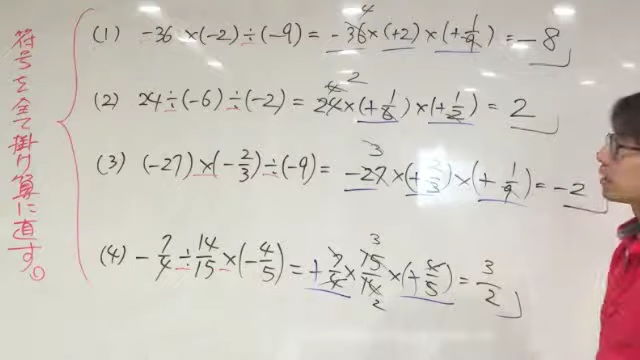 符号を全て掛け算に直す。
(1) -36×(-2)÷(-9)=-36×(+2)×(+1/9)=-8
(2) 24÷(-6)÷(-2)=24×(+1/6)×(+1/2)=2
(3) (-27)×(-2/3)÷(-9)=-27×(+2/3)×(+1/9)=-2
(4) -7/4÷14/15×(-4/5)=+7/4×15/14×(+4/5)=3/2